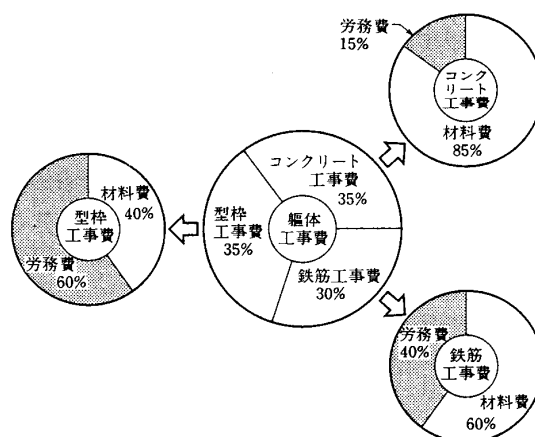 労務費
15%
コンク
リート
工事費
材料費
85%
コンクリート
工事費
35%
型枠
工事費
35%
躯体
工事費
鉄筋工事費
30%
材料費
40%
型枠
工事費
労務費
60%
労務費
40%
鉄筋
工事費
材料費
60%